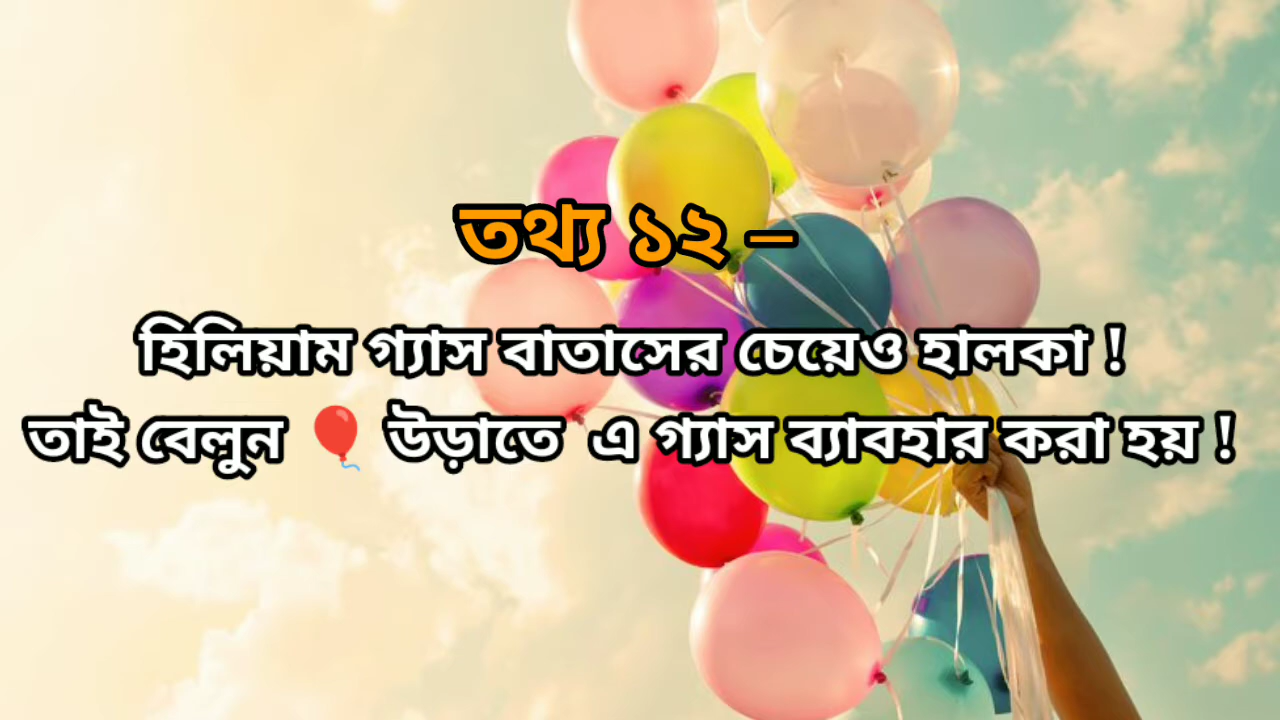 তথ্য ১২ –
হিলিয়াম গ্যাস বাতাসের চেয়েও হালকা !
তাই বেলুন 🎈 উড়াতে এ গ্যাস ব্যাবহার করা হয় !